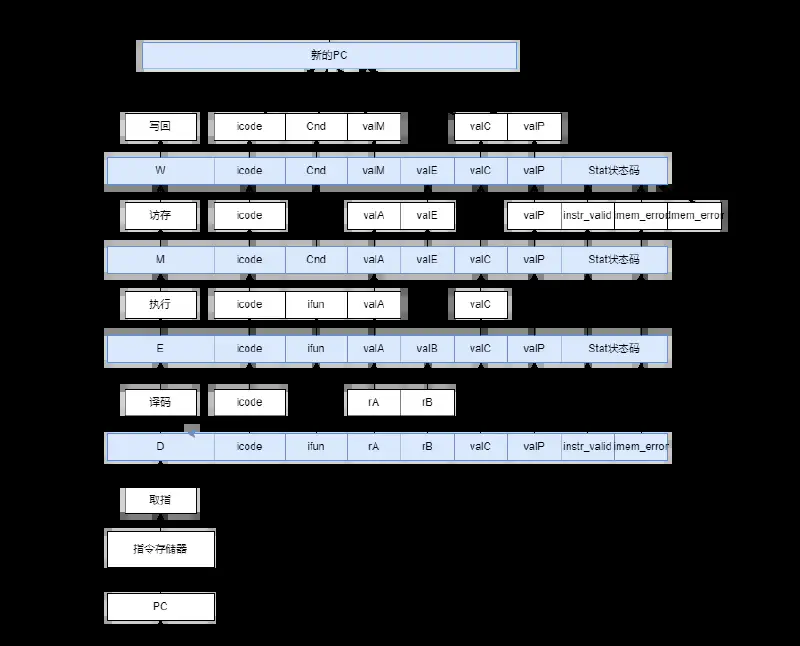 新的PC
写回 icode Cnd valM valC valP
W icode Cnd valM valE valC valP Stat状态码
访存 icode valA valE valP instr_valid imem_error dmem_error
M icode Cnd valA valE valC valP Stat状态码
执行 icode ifun valA valC
E icode ifun valA valB valC valP Stat状态码
译码 icode rA rB
D icode ifun rA rB valC valP instr_valid imem_error
取指
指令存储器
PC